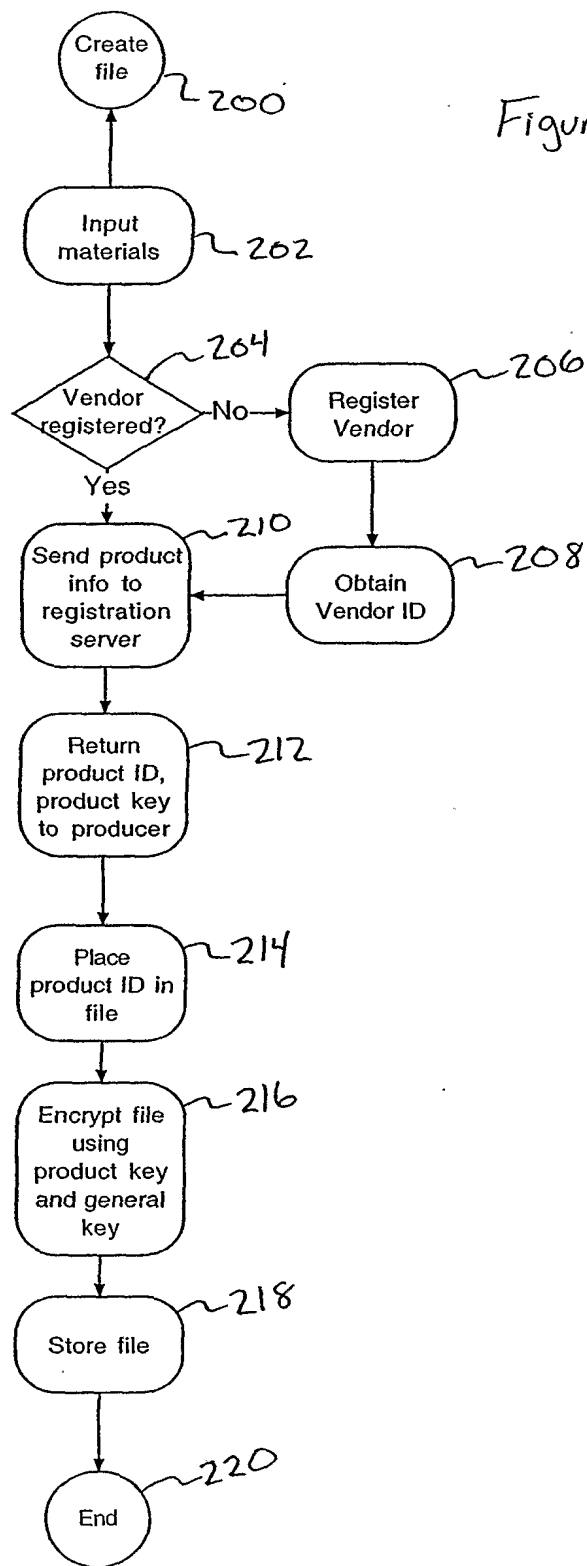 Create
file
200
Figur
Input
materials
202
204
Vendor
registered?
No
206
Register
Vendor
Yes
210
Send product
info to
registration
server
208
Obtain
Vendor ID
212
Return
product ID,
product key
to producer
214
Place
product ID in
file
216
Encrypt file
using
product key
and general
key
218
Store file
220
End